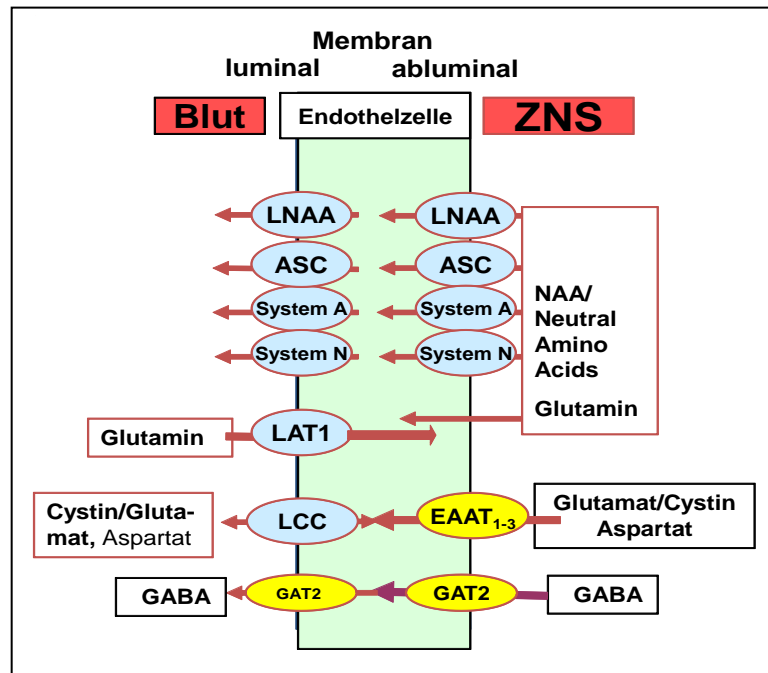 Membran
luminal abluminal
Blut Endothelzelle ZNS
LNAA LNAA
ASC ASC
System A System A
System N System N
NAA/
Neutral
Amino
Acids
Glutamin
Glutamin LAT1
Cystin/Gluta-
mat, Aspartat
LCC EAAT1-3
Glutamat/Cystin
Aspartat
GABA GAT2 GAT2 GABA